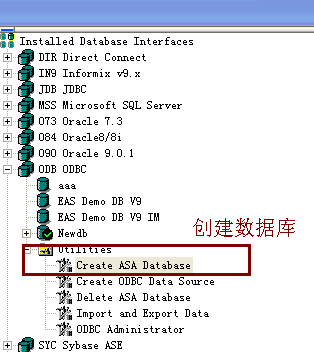 Installed Database Interfaces
DIR Direct Connect
IN9 Informix v9.x
JDB JDBC
MSS Microsoft SQL Server
O73 Oracle 7.3
O84 Oracle8/8i
O90 Oracle 9.0.1
ODB ODBC
aaa
EAS Demo DB V9
EAS Demo DB V9 IM
Newdb
创建数据库
Utilities
Create ASA Database
Create ODBC Data Source
Delete ASA Database
Import and Export Data
ODBC Administrator
SYC Sybase ASE